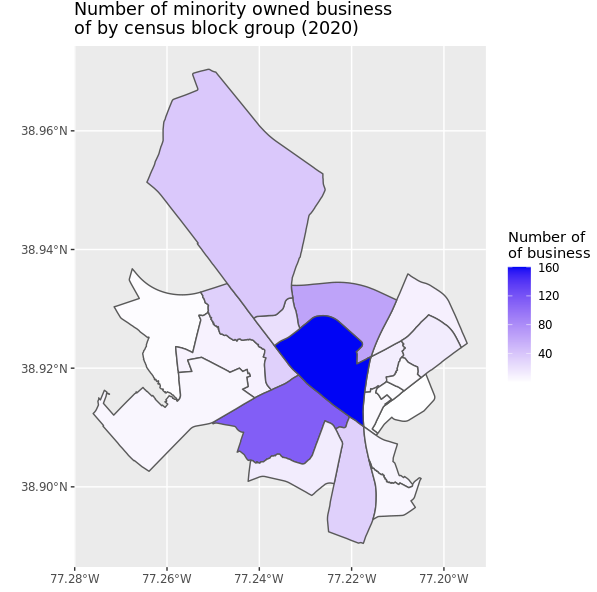 Number of minority owned business
of by census block group (2020)
38.96°N
38.94°N
38.92°N
38.90°N
77.28°W
77.26°W
77.24°W
77.22°W
77.20°W
Number of
of business
160
120
80
40